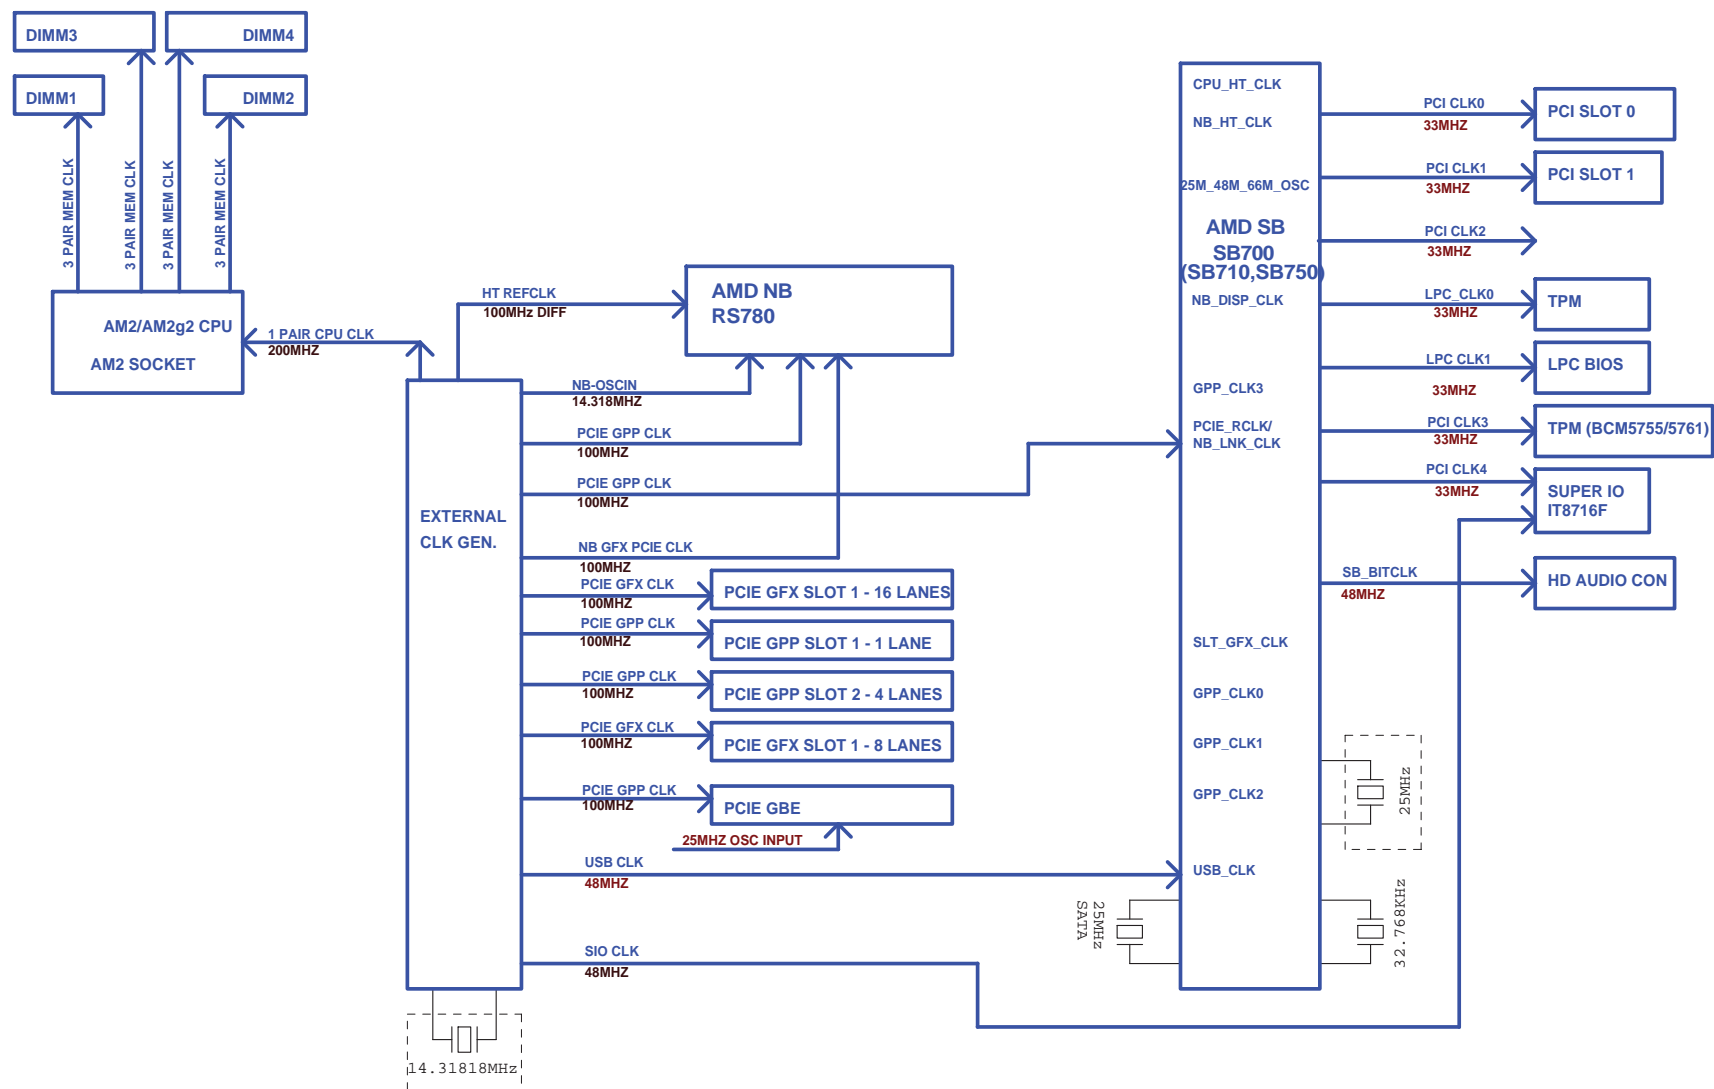 DIMM3
DIMM4
DIMM1
DIMM2
3 PAIR MEM CLK
3 PAIR MEM CLK
3 PAIR MEM CLK
3 PAIR MEM CLK
AM2/AM2g2 CPU
AM2 SOCKET
1 PAIR CPU CLK
200MHZ
HT REFCLK
100MHz DIFF
AMD NB
RS780
EXTERNAL
CLK GEN.
NB-OSCIN
14.318MHZ
PCIE GPP CLK
100MHZ
PCIE GPP CLK
100MHZ
NB GFX PCIE CLK
100MHZ
PCIE GFX CLK
100MHZ
PCIE GFX SLOT 1 - 16 LANES
PCIE GPP CLK
100MHZ
PCIE GPP SLOT 1 - 1 LANE
PCIE GPP CLK
100MHZ
PCIE GPP SLOT 2 - 4 LANES
PCIE GFX CLK
100MHZ
PCIE GFX SLOT 1 - 8 LANES
PCIE GPP CLK
100MHZ
PCIE GBE
25MHZ OSC INPUT
USB CLK
48MHZ
SIO CLK
48MHZ
14.31818MHz
CPU_HT_CLK
NB_HT_CLK
25M_48M_66M_OSC
AMD SB
SB700
(SB710,SB750)
NB_DISP_CLK
GPP_CLK3
PCIE_RCLK/
NB_LNK_CLK
SLT_GFX_CLK
GPP_CLK0
GPP_CLK1
GPP_CLK2
USB_CLK
25MHz
SATA
25MHz
32.768KHz
PCI CLK0
33MHZ
PCI SLOT 0
PCI CLK1
33MHZ
PCI SLOT 1
PCI CLK2
33MHZ
LPC_CLK0
33MHZ
TPM
LPC CLK1
33MHZ
LPC BIOS
PCI CLK3
33MHZ
TPM (BCM5755/5761)
PCI CLK4
33MHZ
SUPER IO
IT8716F
SB_BITCLK
48MHZ
HD AUDIO CON